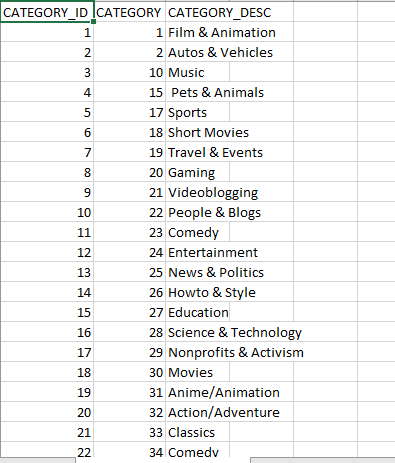 CATEGORY_ID CATEGORY CATEGORY_DESC
1 1 Film & Animation
2 2 Autos & Vehicles
3 10 Music
4 15 Pets & Animals
5 17 Sports
6 18 Short Movies
7 19 Travel & Events
8 20 Gaming
9 21 Videoblogging
10 22 People & Blogs
11 23 Comedy
12 24 Entertainment
13 25 News & Politics
14 26 Howto & Style
15 27 Education
16 28 Science & Technology
17 29 Nonprofits & Activism
18 30 Movies
19 31 Anime/Animation
20 32 Action/Adventure
21 33 Classics
22 34 Comedy